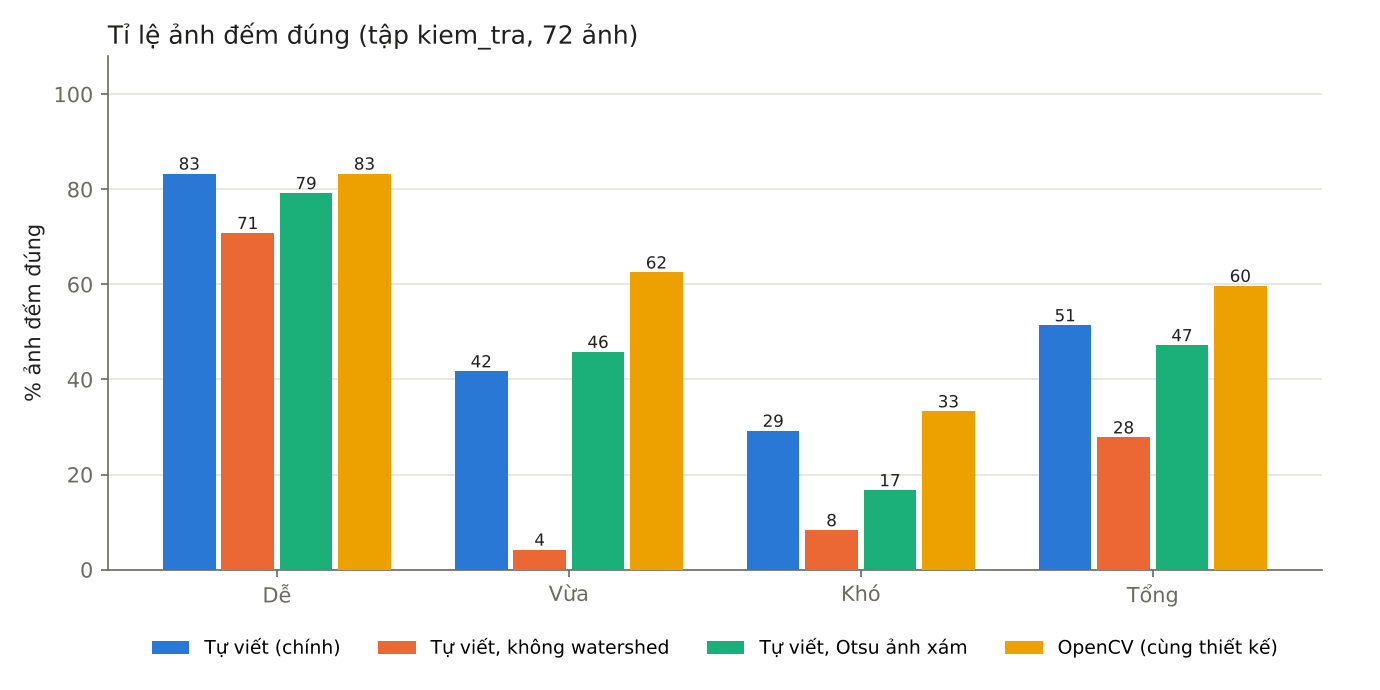 Tỉ lệ ảnh đếm đúng (tập kiem_tra, 72 ảnh)
% ảnh đếm đúng
100
80
60
40
20
0
83
71
79
83
42
4
46
62
29
8
17
33
51
28
47
60
Dễ
Vừa
Khó
Tổng
Tự viết (chính)
Tự viết, không watershed
Tự viết, Otsu ảnh xám
OpenCV (cùng thiết kế)